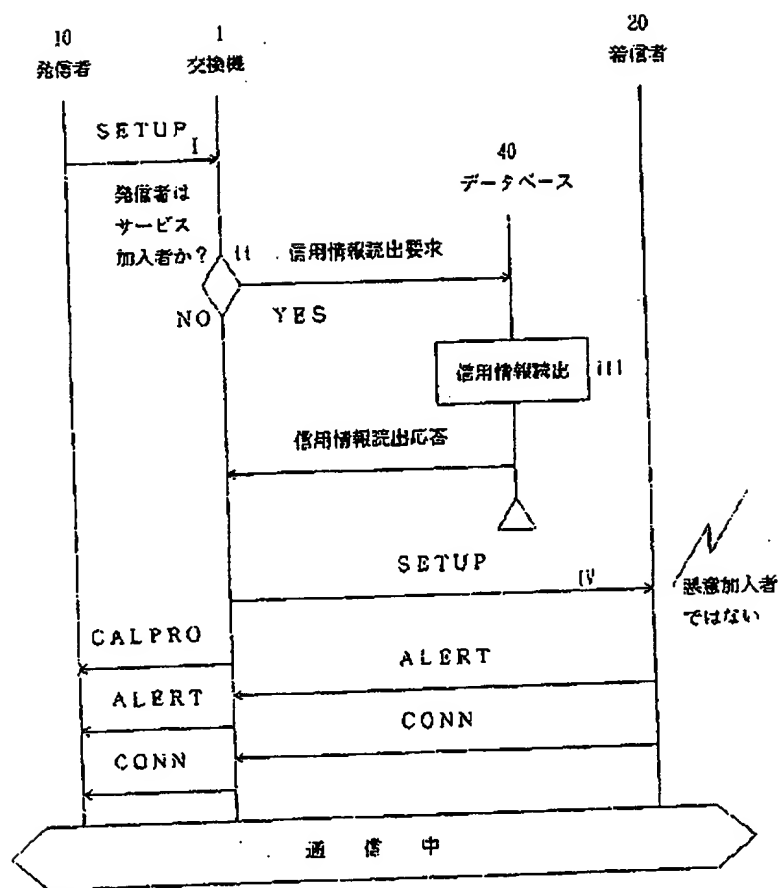 10
発信者
1
交換機
20
着信者
SETUP
I
40
データベース
発信者は
サービス
加入者か?
ii
信用情報読出要求
NO
YES
信用情報読出
iii
信用情報読出応答
SETUP
IV
悪意加入者
ではない
CALPRO
ALERT
ALERT
CONN
CONN
通信中